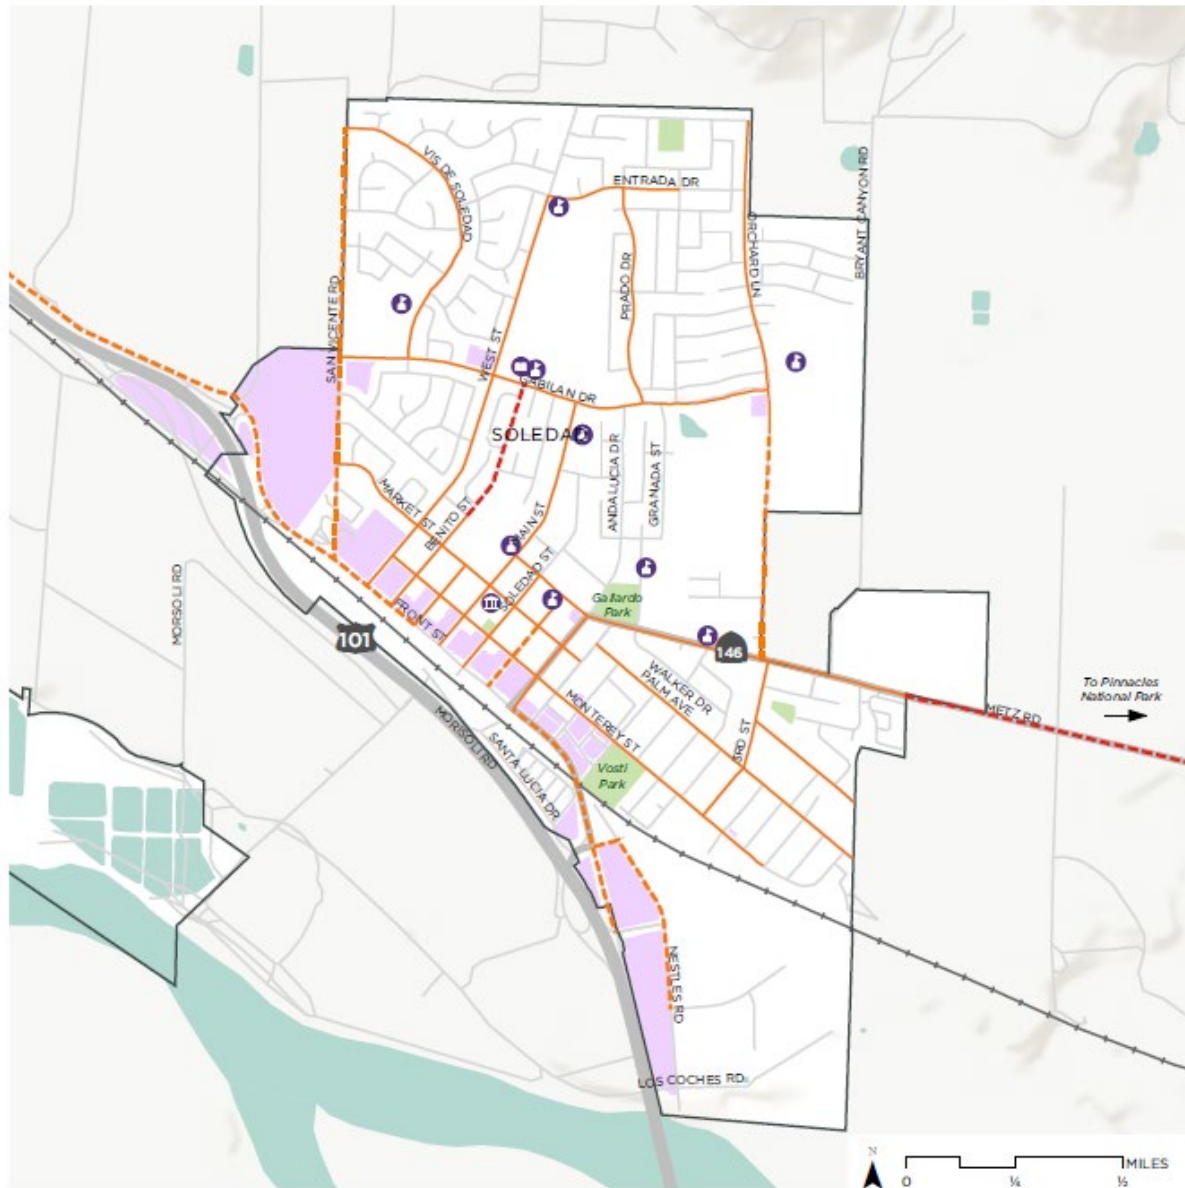 VIS DE SOLEDAD
ENTRADA DR
BRYANT CANYON RD
ORCHARD LN
PRADO DR
SAN VICENTE RD
WEST ST
GABILAN DR
SOLEDAD
ANDALUCIA DR
GRANADA ST
MARKET ST
BENITO ST
MAIN ST
SOLEDAD ST
MORSOLI RD
FRONT ST
Gallardo
Park
101
146
WALKER DR
PALM AVE
To Pinnacles
National Park
METZ RD
MONTEREY ST
3RD ST
MORISOLI RD
SANTA LUCIA DR
Vosti
Park
NESTLES RD
LOS COCHES RD
N
MILES
0
¼
½